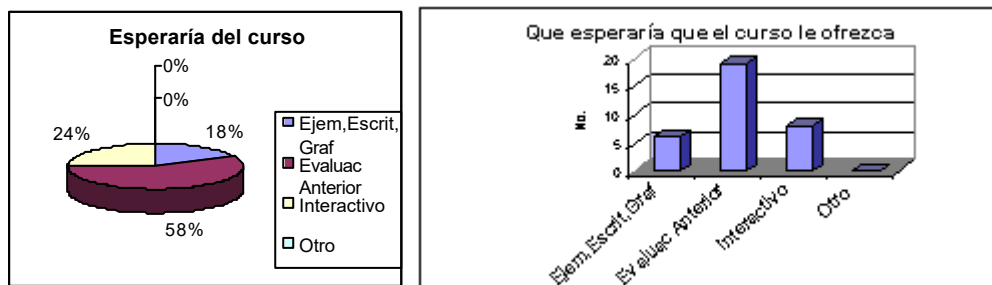 Esperaría del curso
0%
0%
24%
18%
58%
Ejem,Escrit,
Graf
Evaluac
Anterior
Interactivo
Otro
Que esperaría que el curso le ofrezca
No.
20
15
10
5
0
Ejem,Escrit,Graf
Evaluac Anterior
Interactivo
Otro